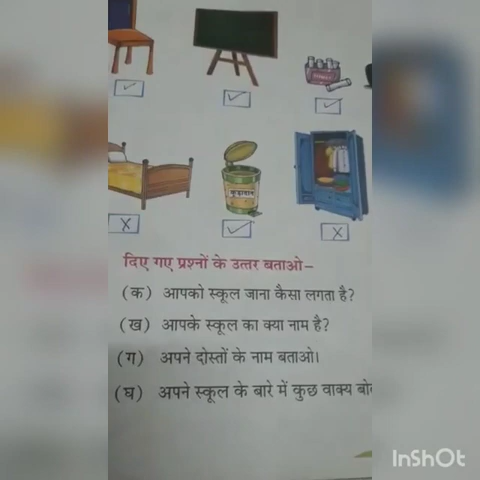 कूड़ादान
दिए गए प्रश्नों के उत्तर बताओ–
(क) आपको स्कूल जाना कैसा लगता है?
(ख) आपके स्कूल का क्या नाम है?
(ग) अपने दोस्तों के नाम बताओ।
(घ) अपने स्कूल के बारे में कुछ वाक्य
InShOt